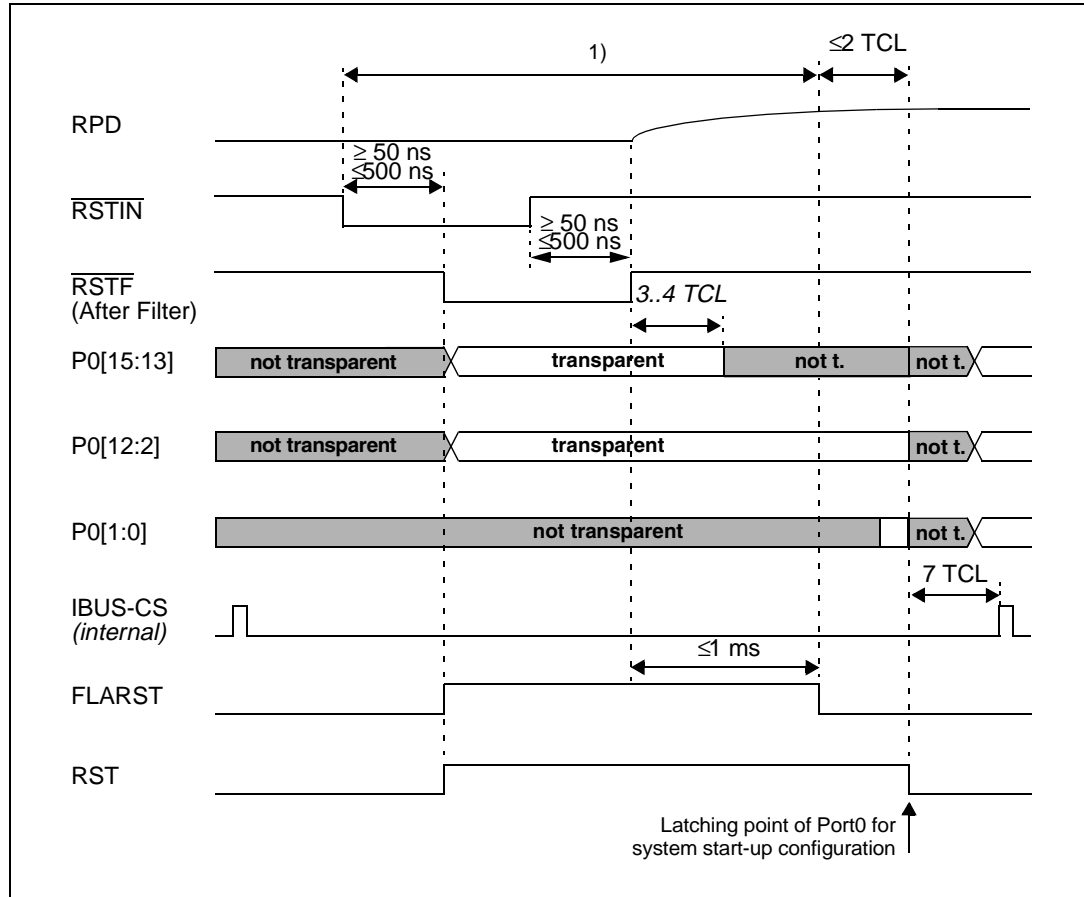 1)
≤2 TCL
RPD
≥ 50 ns
≤500 ns
RSTIN
≥ 50 ns
≤500 ns
RSTF
(After Filter)
3..4 TCL
P0[15:13]
not transparent
transparent
not t.
not t.
P0[12:2]
not transparent
transparent
not t.
P0[1:0]
not transparent
not t.
7 TCL
IBUS-CS
(internal)
≤1 ms
FLARST
RST
Latching point of Port0 for
system start-up configuration